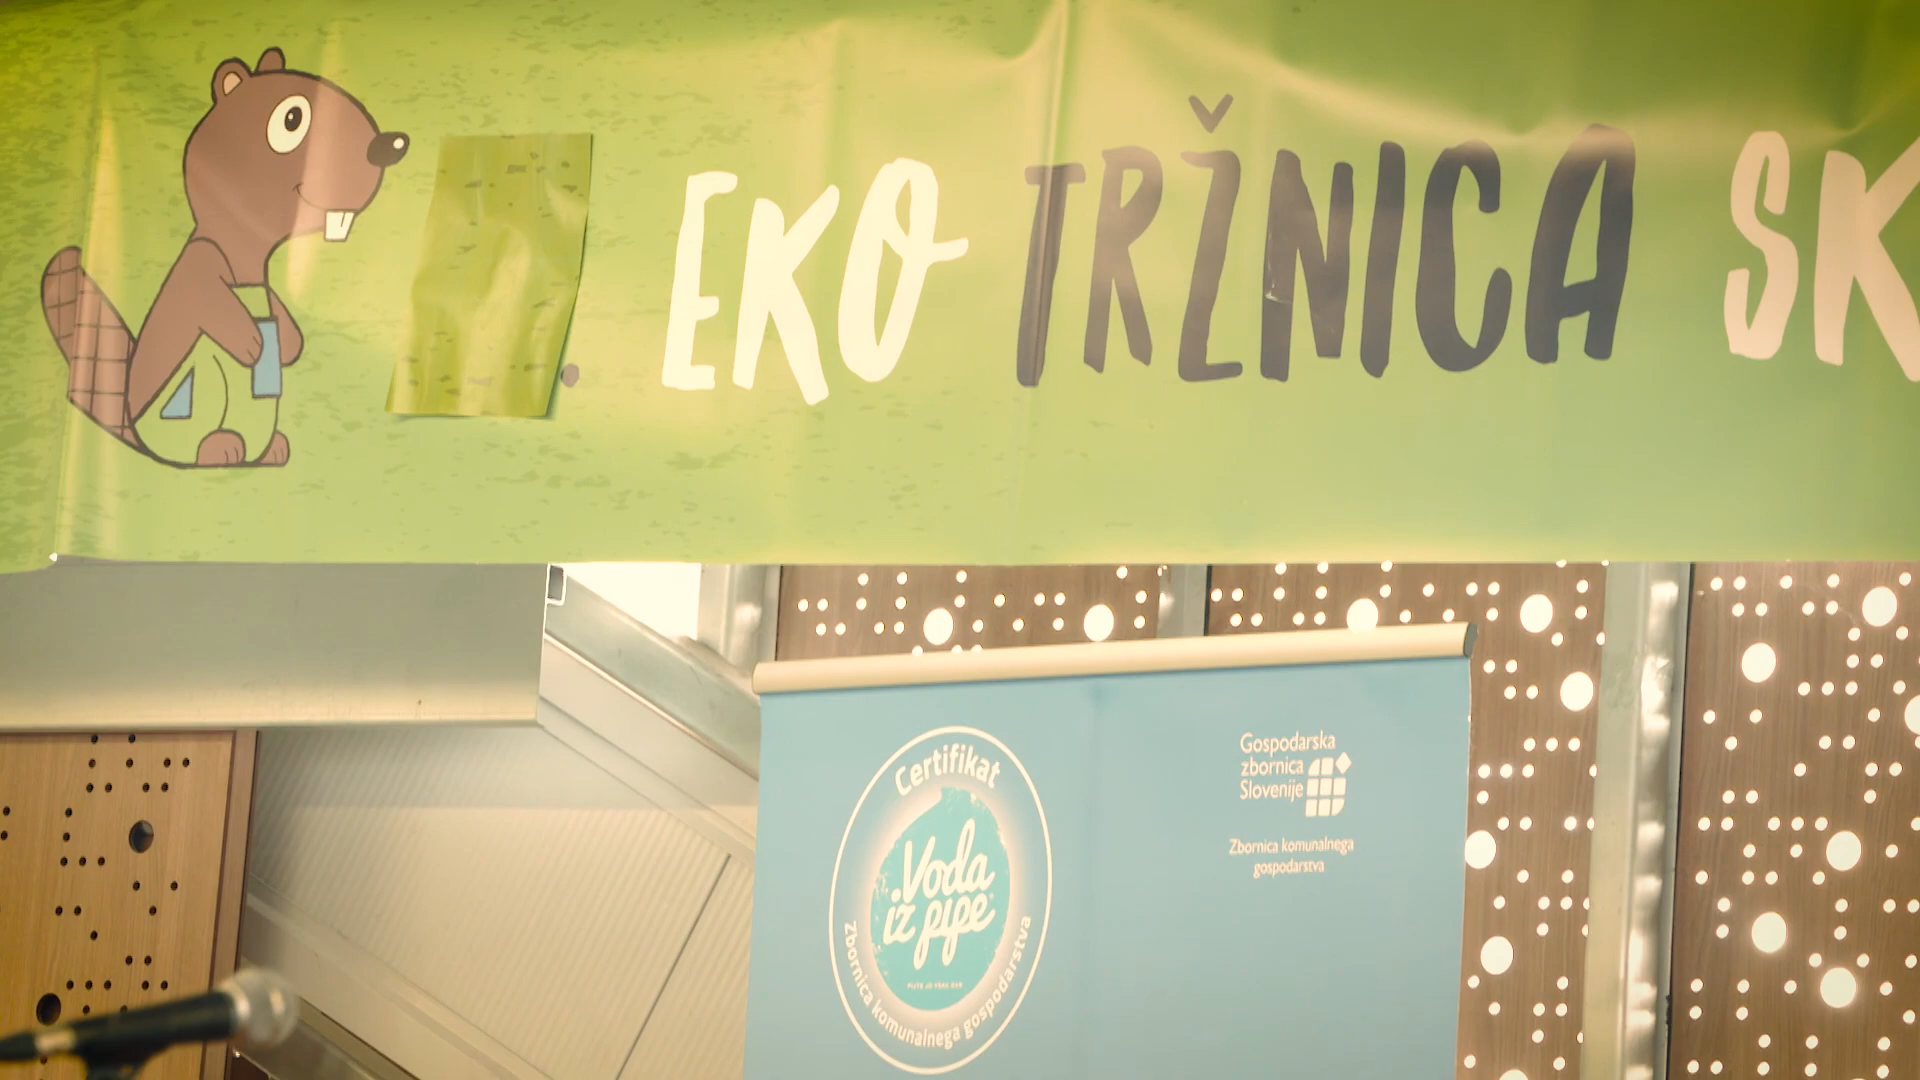 . EKO TRŽNICA SK
Certifikat
Voda
iz pipe
Zbornica komunalnega gospodarstva
Gospodarska
zbornica
Slovenije
Zbornica komunalnega
gospodarstva